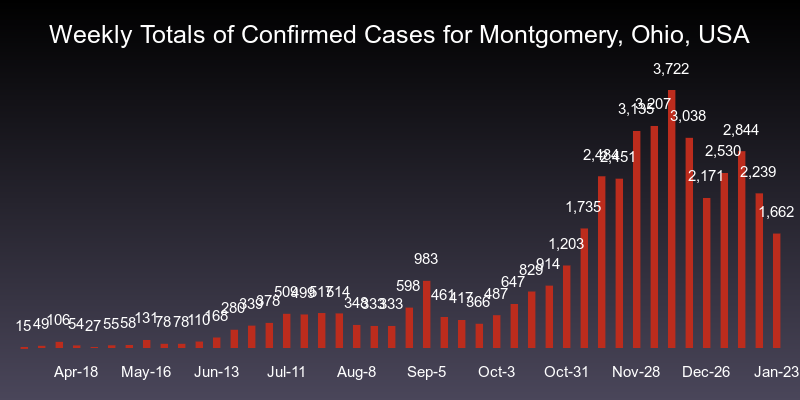 Weekly Totals of Confirmed Cases for Montgomery, Ohio, USA
15 49 106 54 27 55 58 131 78 78 110 168 280 339 378 509 499 517 514 348 333 333 598 983 461 417 366 487 647 829 914 1,203 1,735 2,484 2,451 3,135 3,207 3,722 3,038 2,171 2,530 2,844 2,239 1,662
Apr-18 May-16 Jun-13 Jul-11 Aug-8 Sep-5 Oct-3 Oct-31 Nov-28 Dec-26 Jan-23